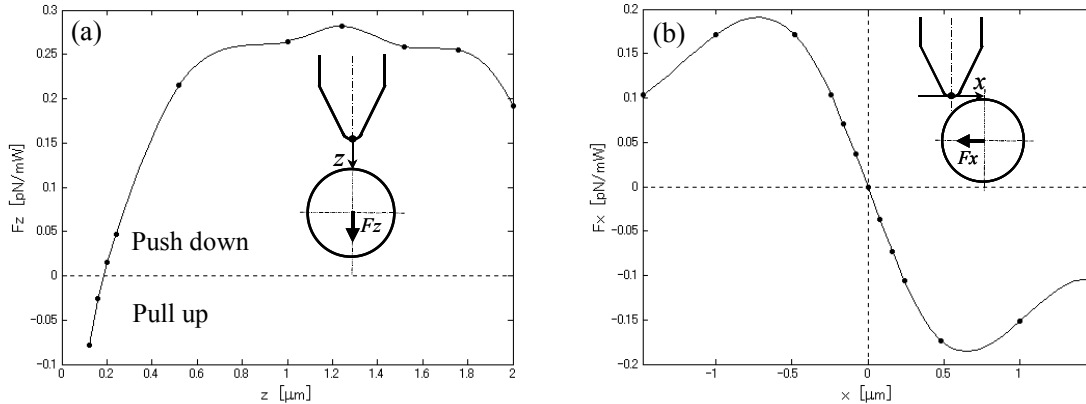 (a)
0.3
0.25
0.2
0.15
0.1
0.05
0
−0.05
−0.1
Fz [pN/mW]
z
Fz
Push down
Pull up
0 0.2 0.4 0.6 0.8 1 1.2 1.4 1.6 1.8 2
z [μm]
(b)
0.2
0.15
0.1
0.05
0
−0.05
−0.1
−0.15
−0.2
Fx [pN/mW]
x
Fx
−1 −0.5 0 0.5 1
x [μm]